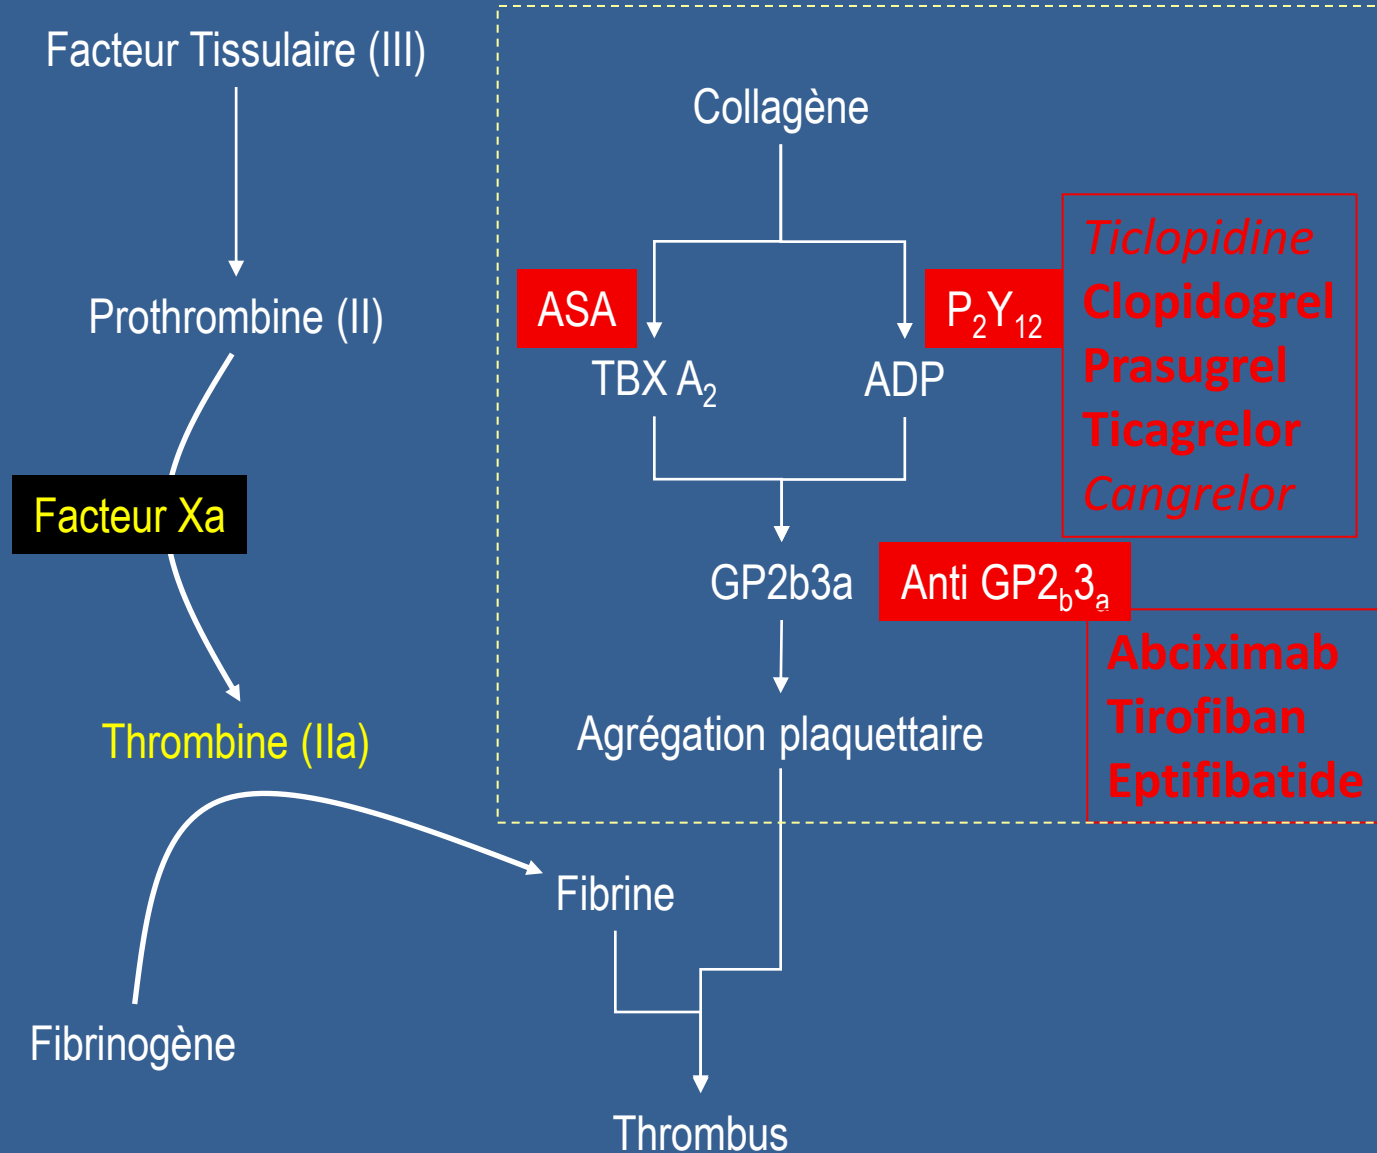 Facteur Tissulaire (III)
Collagène
Ticlopidine
Clopidogrel
Prasugrel
Ticagrelor
Cangrelor
ASA
P₂Y₁₂
Prothrombine (II)
TBX A₂
ADP
Facteur Xa
GP2b3a
Anti GP2b3a
Abciximab
Tirofiban
Eptifibatide
Thrombine (IIa)
Agrégation plaquettaire
Fibrine
Fibrinogène
Thrombus